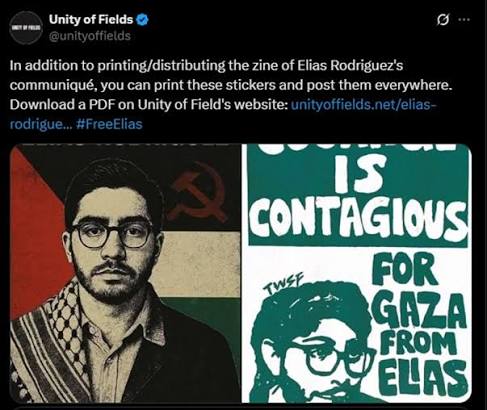 Unity of Fields
@unityoffields
In addition to printing/distributing the zine of Elias Rodriguez's
communiqué, you can print these stickers and post them everywhere.
Download a PDF on Unity of Field's website: unityoffields.net/elias-
rodrigue... #FreeElias
IS
CONTAGIOUS
TWSF
FOR
GAZA
FROM
ELIAS